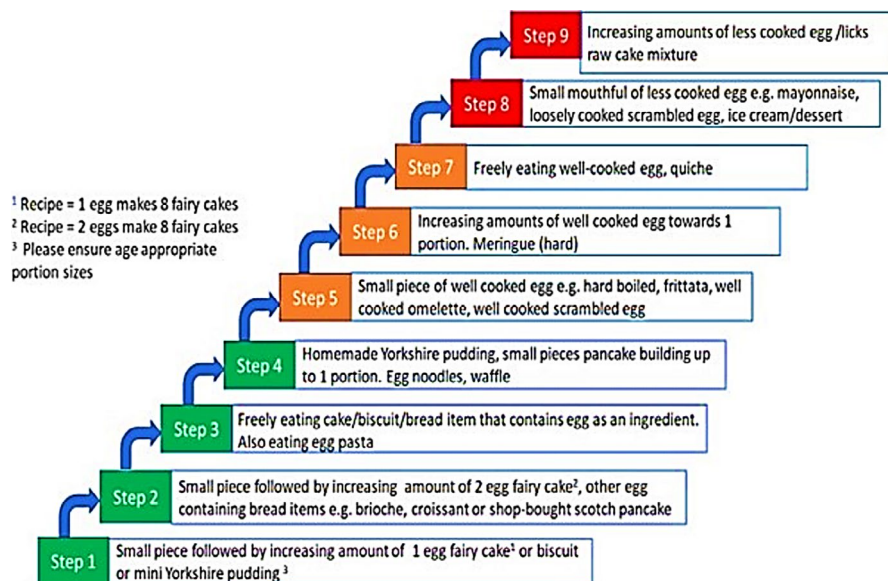 Step 9
Increasing amounts of less cooked egg /licks
raw cake mixture
Step 8
Small mouthful of less cooked egg e.g. mayonnaise,
loosely cooked scrambled egg, ice cream/dessert
Step 7
Freely eating well-cooked egg, quiche
Step 6
Increasing amounts of well cooked egg towards 1
portion. Meringue (hard)
Step 5
Small piece of well cooked egg e.g. hard boiled, frittata, well
cooked omelette, well cooked scrambled egg
Step 4
Homemade Yorkshire pudding, small pieces pancake building up
to 1 portion. Egg noodles, waffle
Step 3
Freely eating cake/biscuit/bread item that contains egg as an ingredient.
Also eating egg pasta
Step 2
Small piece followed by increasing amount of 2 egg fairy cake², other egg
containing bread items e.g. brioche, croissant or shop-bought scotch pancake
Step 1
Small piece followed by increasing amount of 1 egg fairy cake¹ or biscuit
or mini Yorkshire pudding ³
¹ Recipe = 1 egg makes 8 fairy cakes
² Recipe = 2 eggs make 8 fairy cakes
³ Please ensure age appropriate
portion sizes